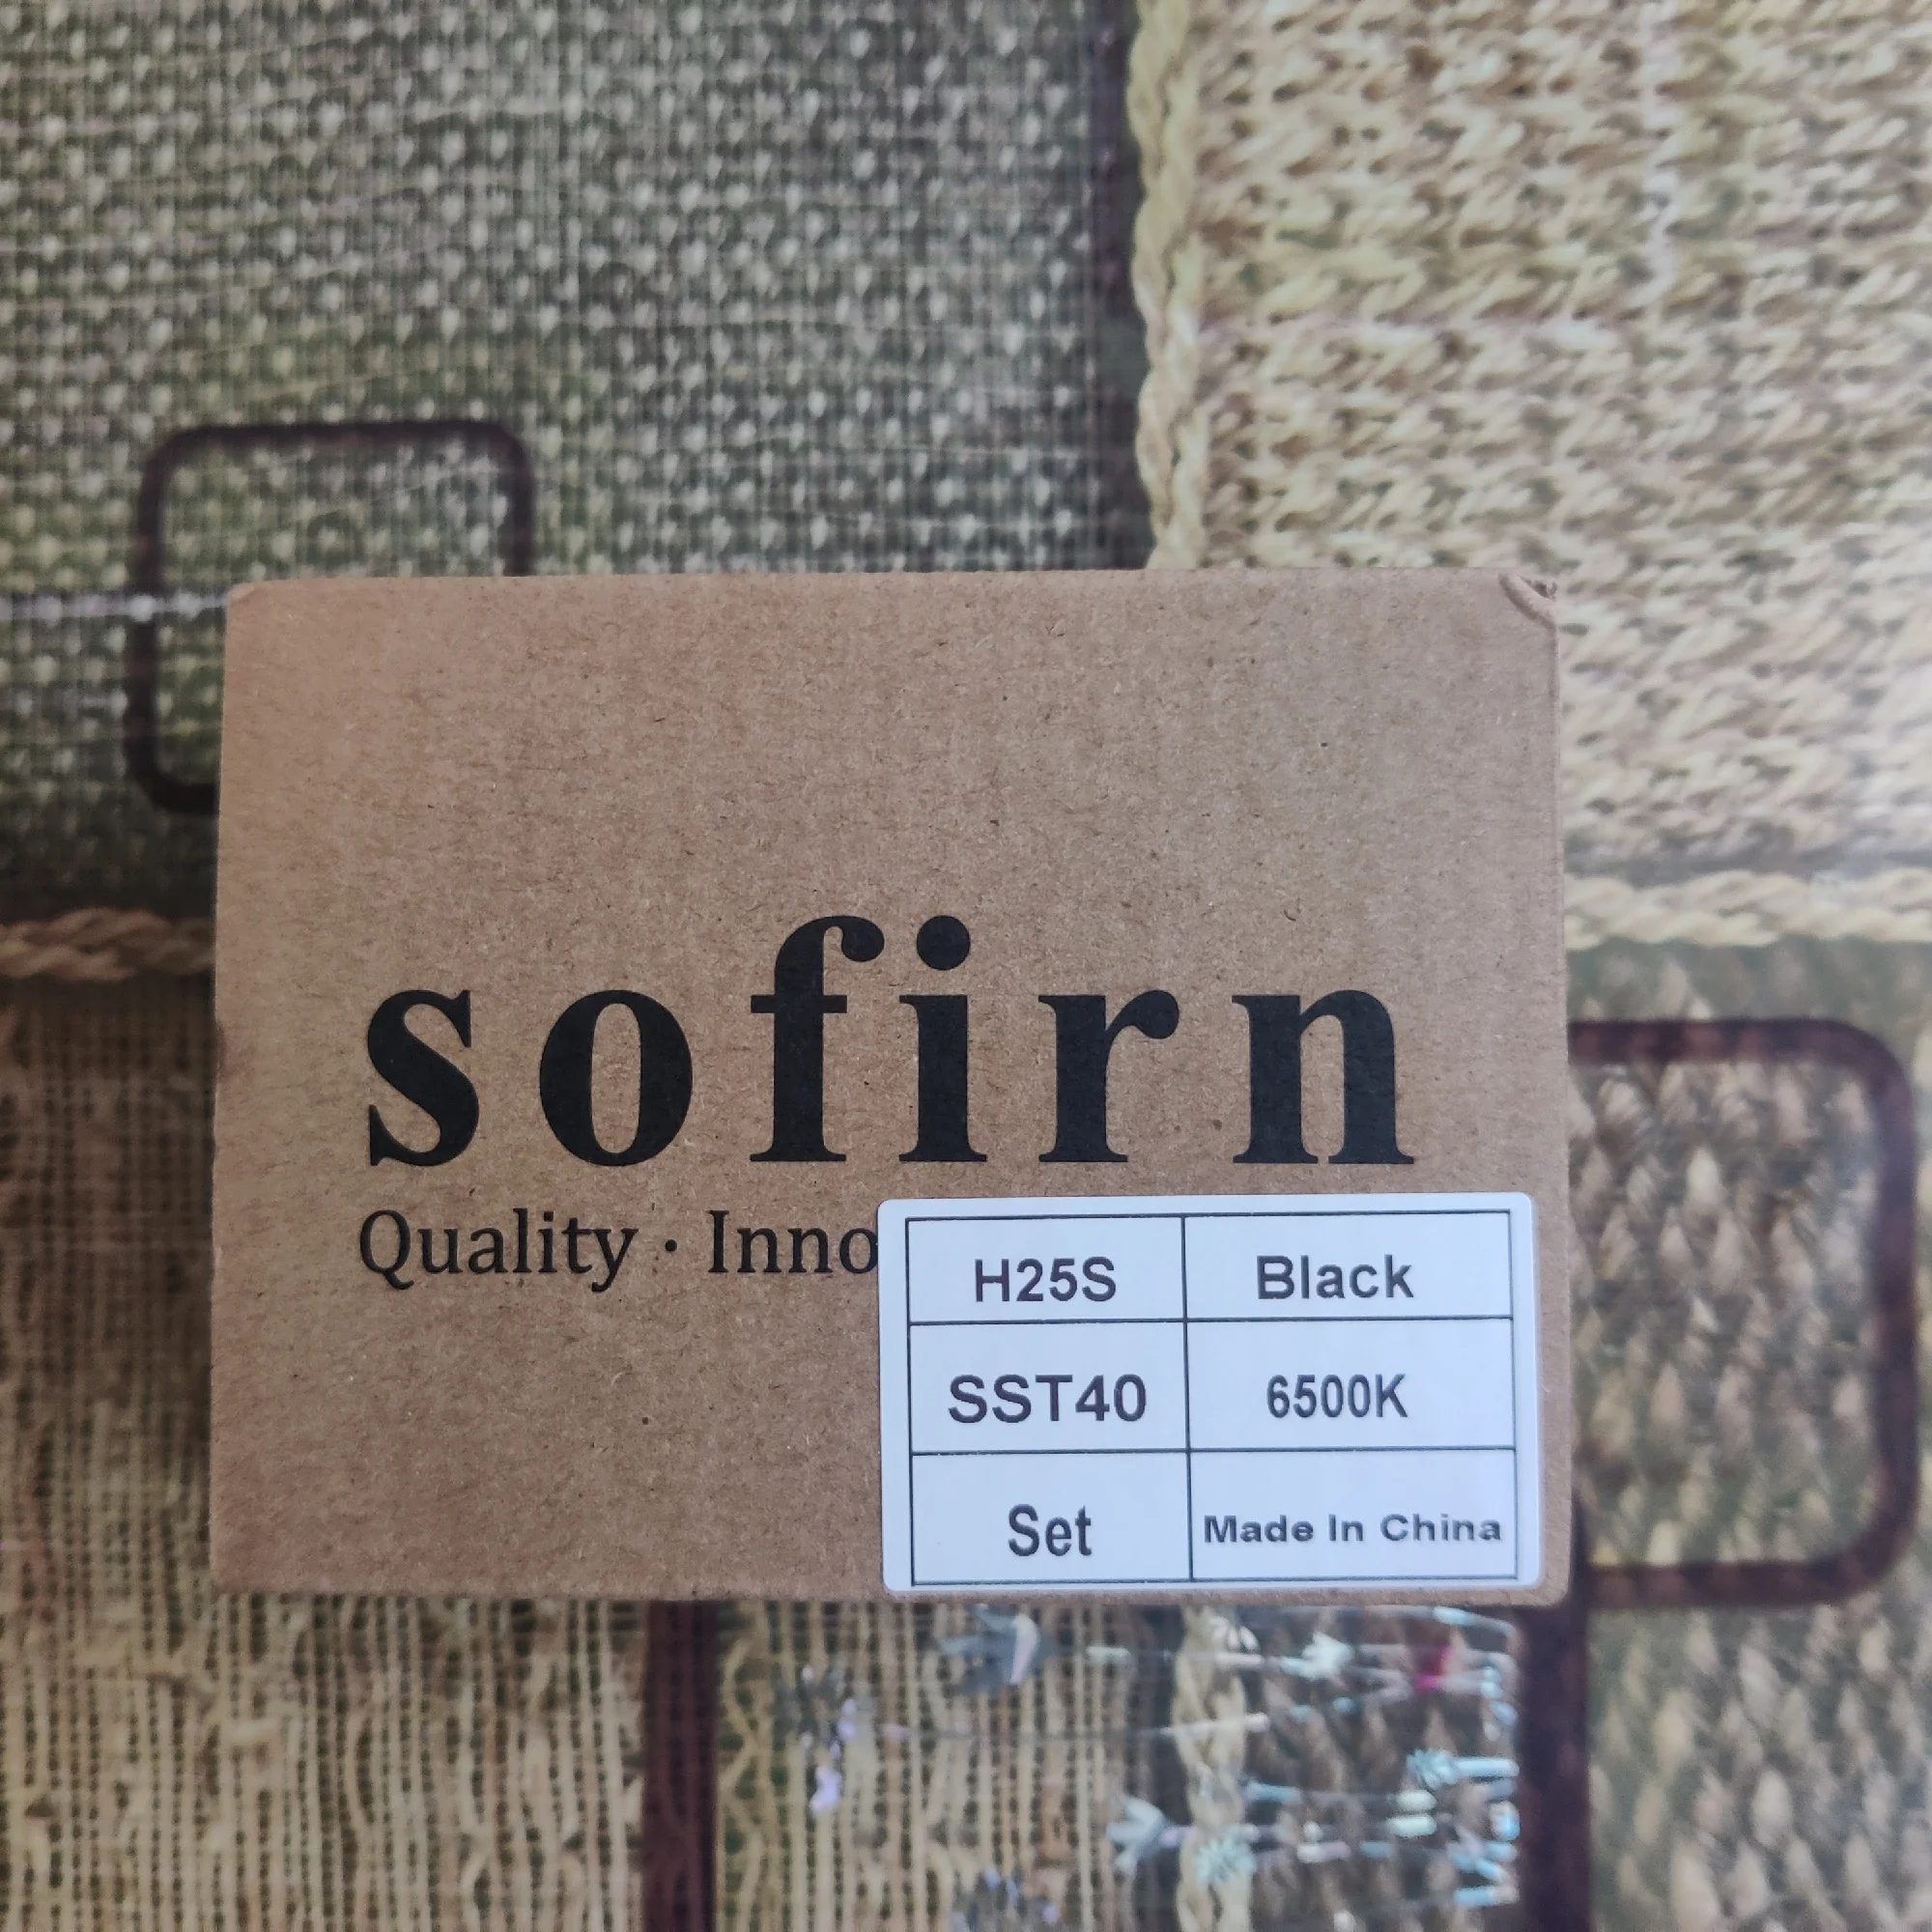 sofirn
Quality · Inno
H25S Black
SST40 6500K
Set Made In China